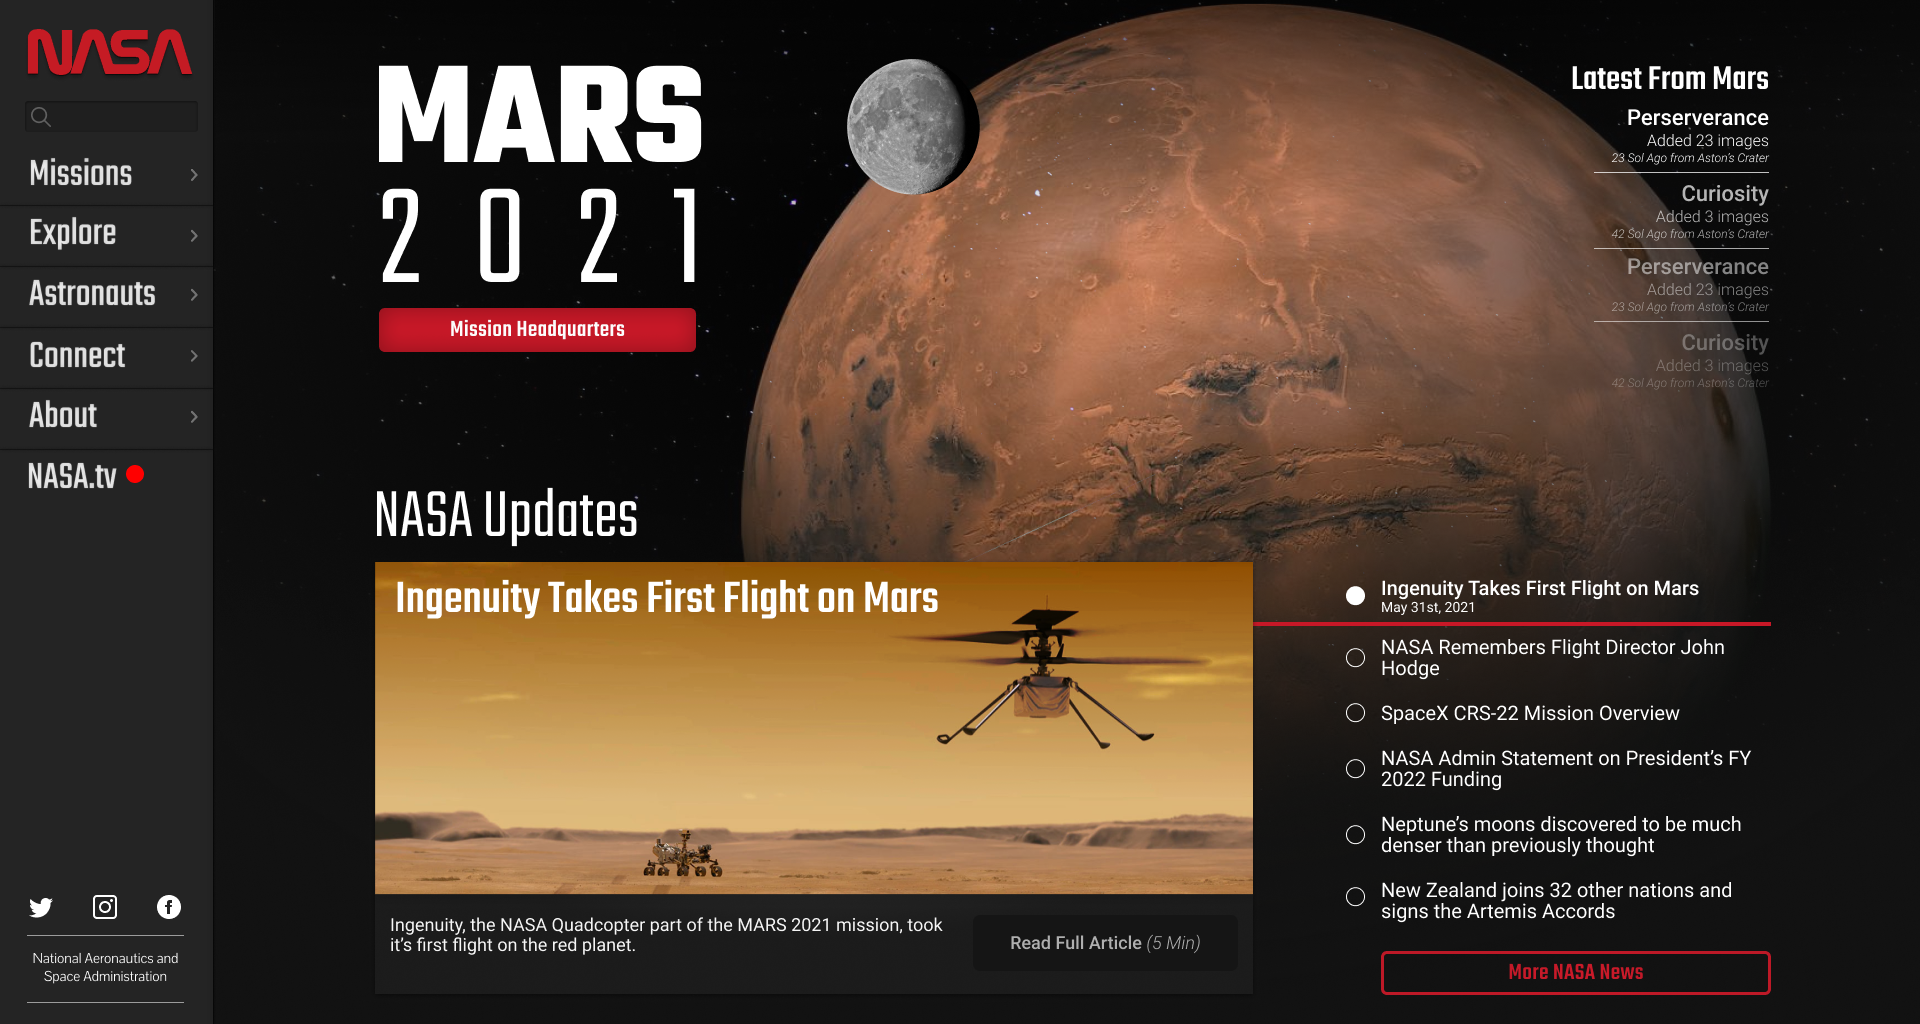 NASA
Missions
Explore
Astronauts
Connect
About
NASA.tv
National Aeronautics and
Space Administration
MARS
2021
Mission Headquarters
Latest From Mars
Perserverance
Added 23 images
23 Sol Ago from Aston's Crater
Curiosity
Added 3 images
42 Sol Ago from Aston's Crater
Perserverance
Added 23 images
23 Sol Ago from Aston's Crater
Curiosity
Added 3 images
42 Sol Ago from Aston's Crater
NASA Updates
Ingenuity Takes First Flight on Mars
Ingenuity, the NASA Quadcopter part of the MARS 2021 mission, took
it's first flight on the red planet.
Read Full Article (5 Min)
Ingenuity Takes First Flight on Mars
May 31st, 2021
NASA Remembers Flight Director John
Hodge
SpaceX CRS-22 Mission Overview
NASA Admin Statement on President's FY
2022 Funding
Neptune's moons discovered to be much
denser than previously thought
New Zealand joins 32 other nations and
signs the Artemis Accords
More NASA News